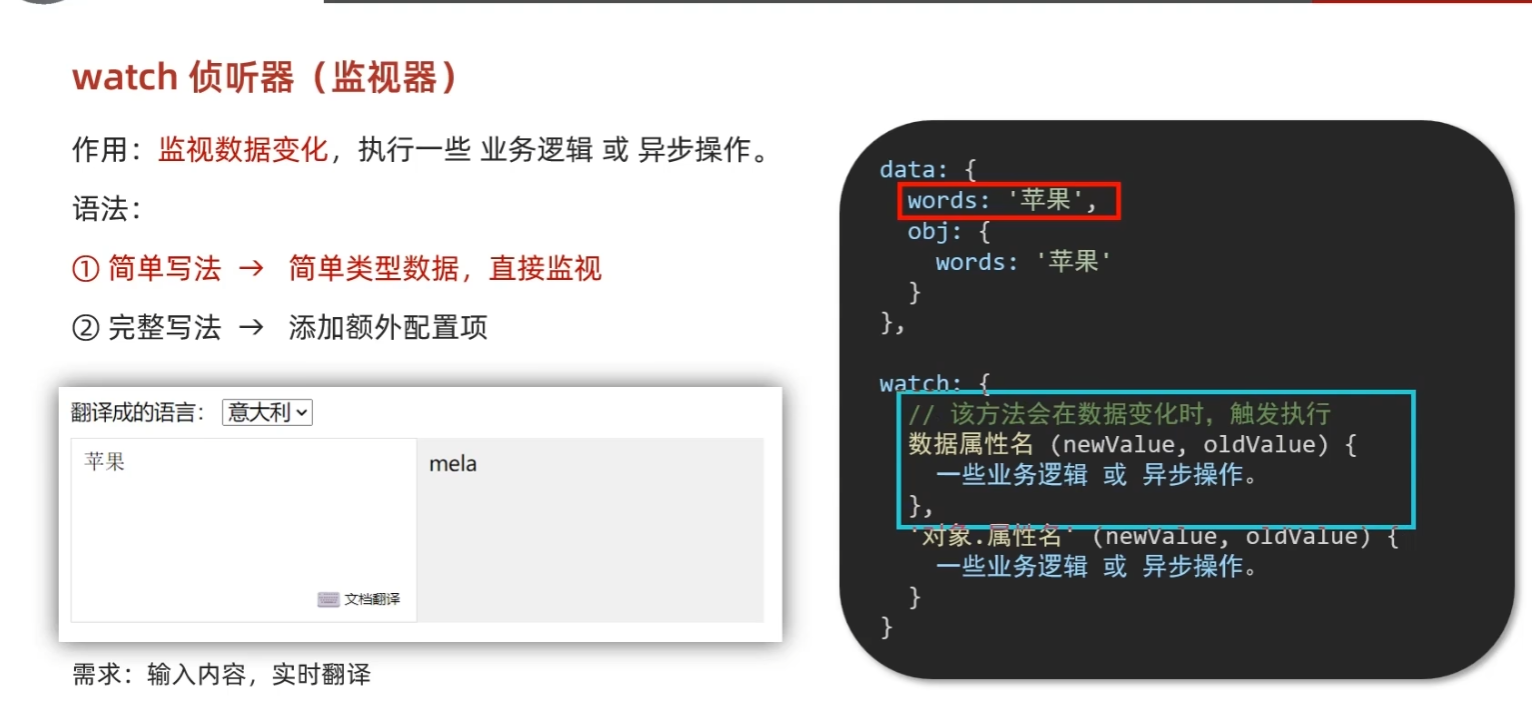 watch 侦听器（监视器）
作用：监视数据变化，执行一些 业务逻辑 或 异步操作。
语法：
① 简单写法 → 简单类型数据，直接监视
② 完整写法 → 添加额外配置项
翻译成的语言： 意大利
苹果
mela
文档翻译
需求：输入内容，实时翻译
data: {
words: '苹果',
obj: {
words: '苹果'
}
},
watch: {
// 该方法会在数据变化时，触发执行
数据属性名 (newValue, oldValue) {
一些业务逻辑 或 异步操作。
},
'对象.属性名' (newValue, oldValue) {
一些业务逻辑 或 异步操作。
}
}